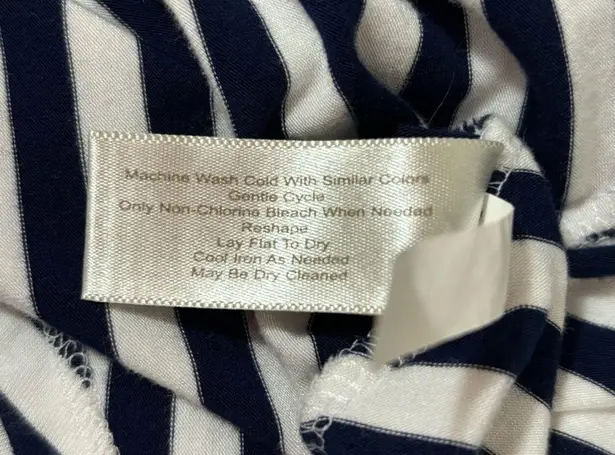 Machine Wash Cold With Similar Colors
Gentle Cycle
Only Non-Chlorine Bleach When Needed
Reshape
Lay Flat To Dry
Cool Iron As Needed
May Be Dry Cleaned